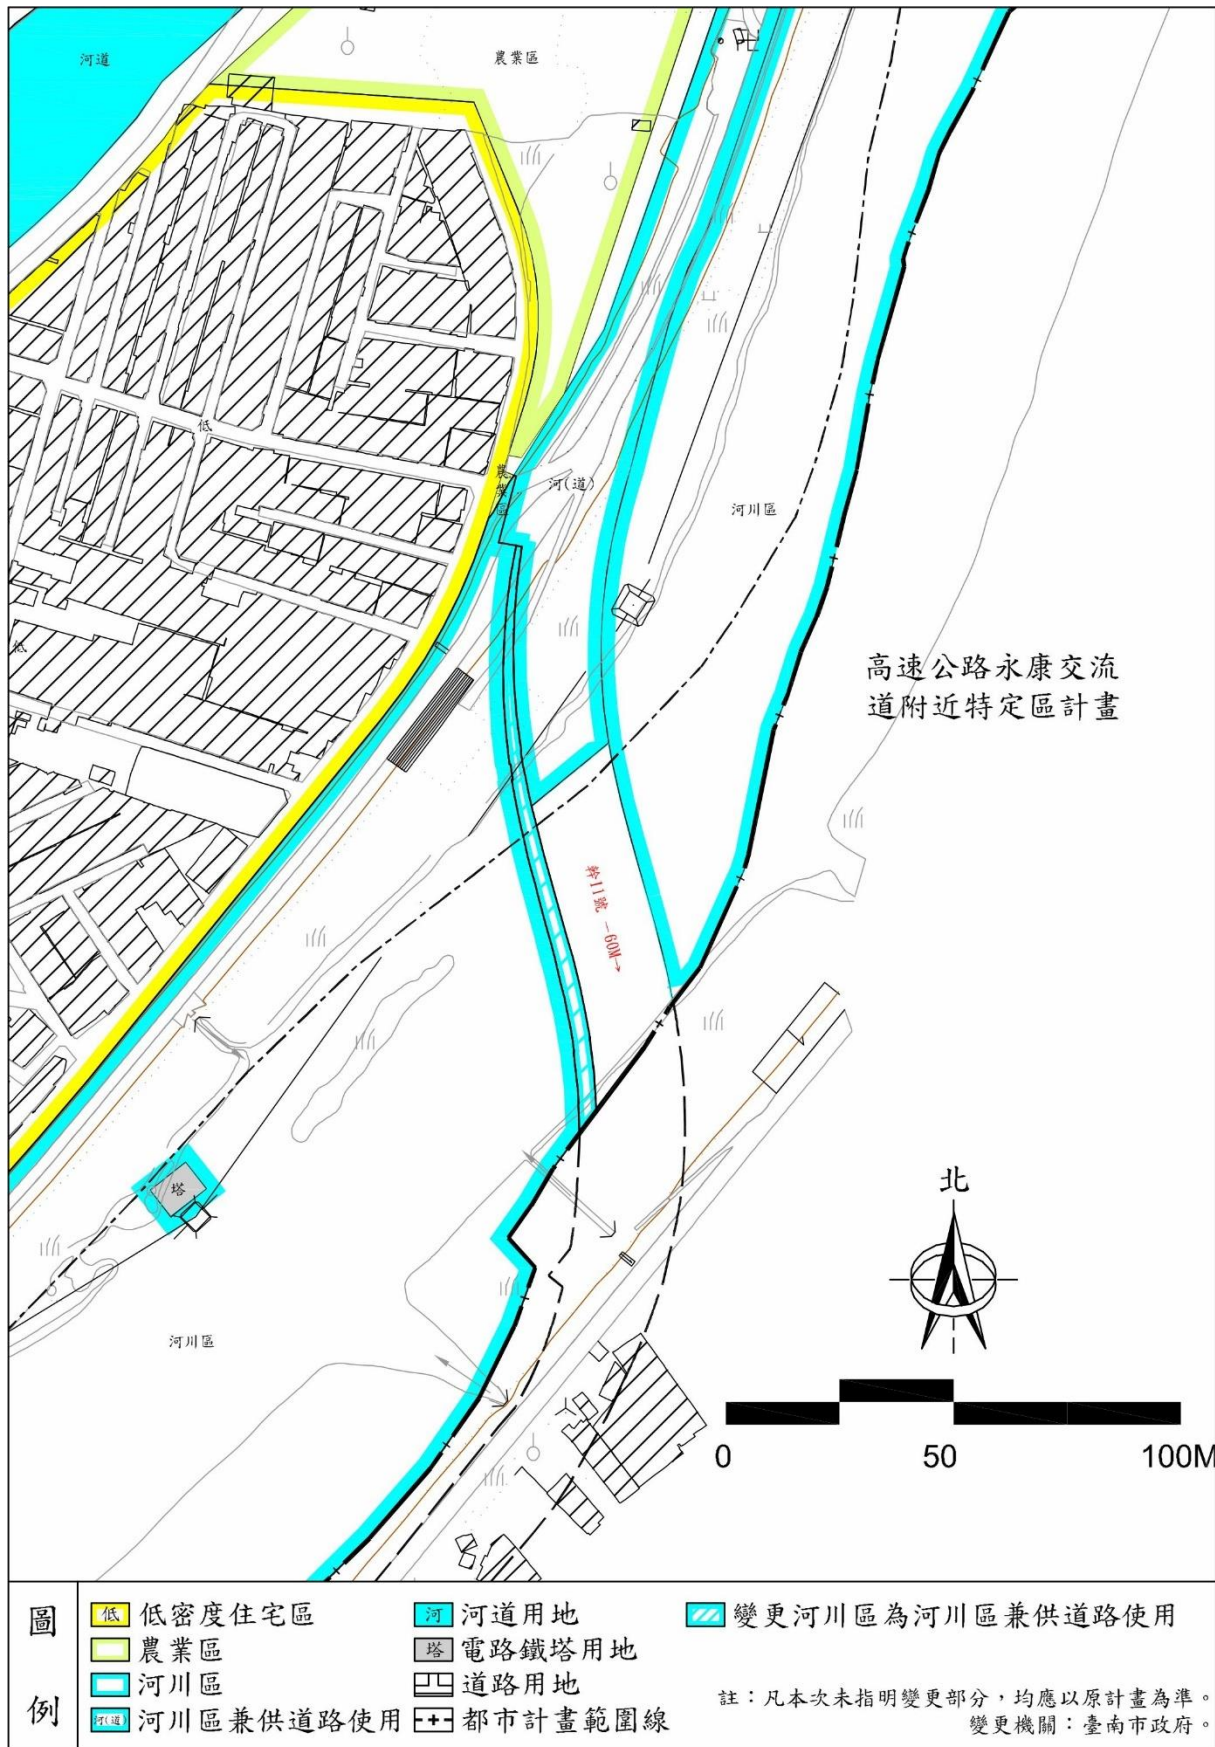 河道
農業區
低
農業區
河(道)
河川區
低
高速公路永康交流
道附近特定區計畫
幹11號 -60M→
塔
北
河川區
0 50 100M
圖例
低 低密度住宅區
農業區
河川區
河(道) 河川區兼供道路使用
河 河道用地
塔 電路鐵塔用地
道路用地
都市計畫範圍線
變更河川區為河川區兼供道路使用
註：凡本次未指明變更部分，均應以原計畫為準。
變更機關：臺南市政府。